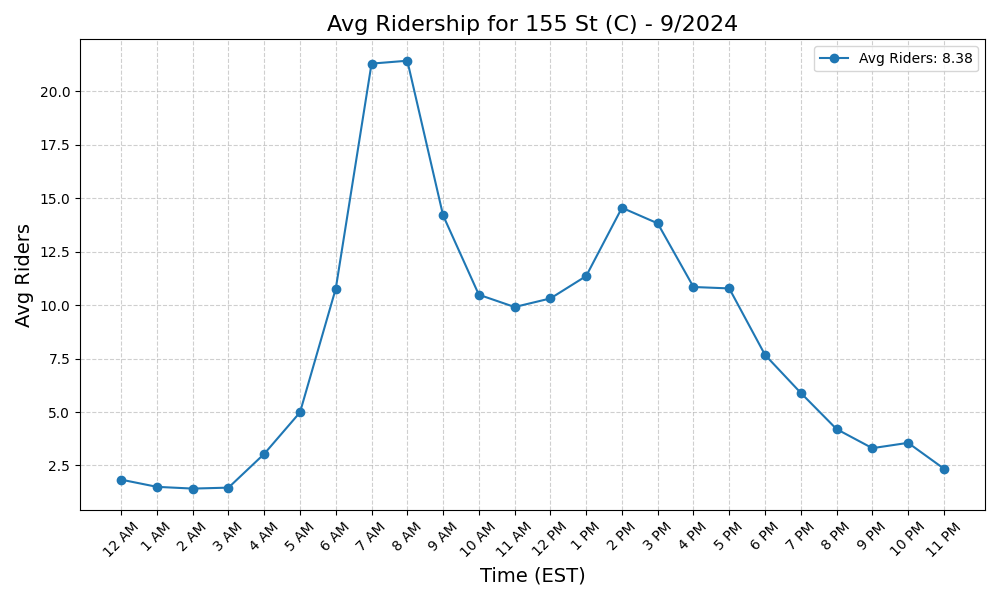 Avg Ridership for 155 St (C) - 9/2024
Avg Riders: 8.38
Avg Riders
20.0
17.5
15.0
12.5
10.0
7.5
5.0
2.5
12 AM
1 AM
2 AM
3 AM
4 AM
5 AM
6 AM
7 AM
8 AM
9 AM
10 AM
11 AM
12 PM
1 PM
2 PM
3 PM
4 PM
5 PM
6 PM
7 PM
8 PM
9 PM
10 PM
11 PM
Time (EST)